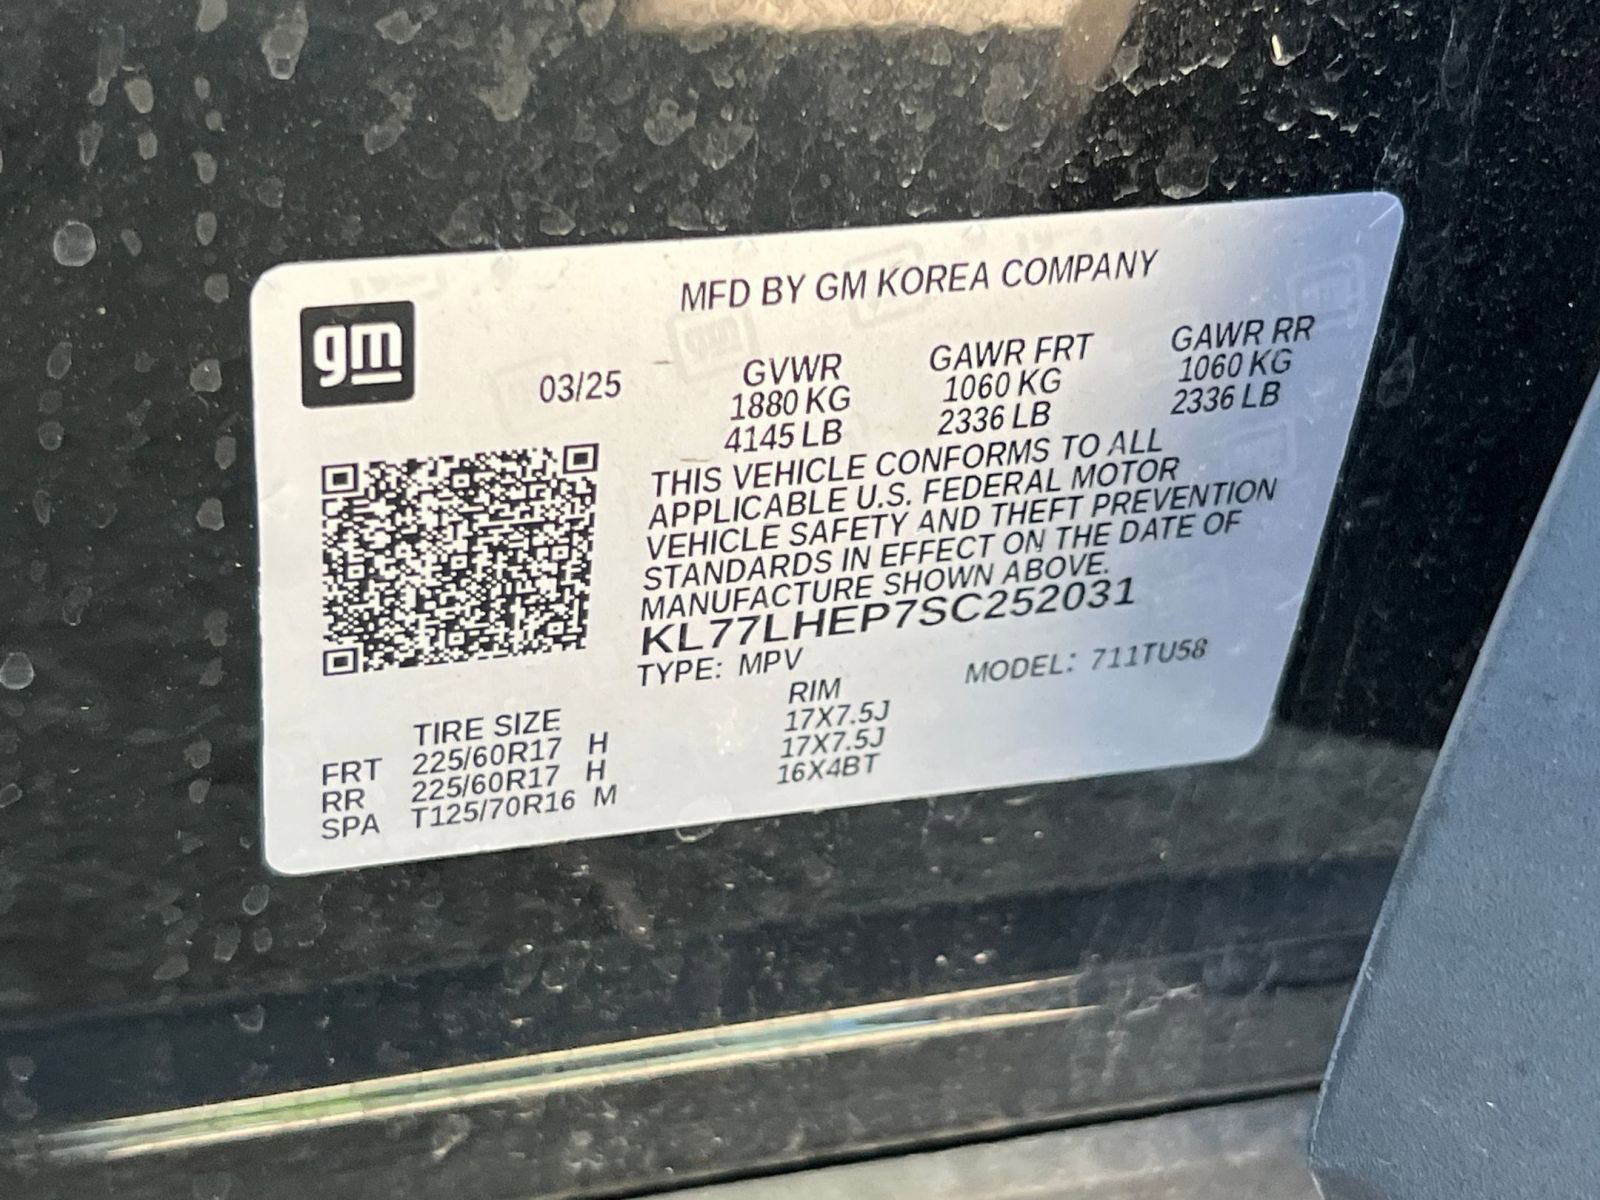 gm
MFD BY GM KOREA COMPANY
03/25
GVWR GAWR FRT GAWR RR
1880 KG 1060 KG 1060 KG
4145 LB 2336 LB 2336 LB
THIS VEHICLE CONFORMS TO ALL
APPLICABLE U.S. FEDERAL MOTOR
VEHICLE SAFETY AND THEFT PREVENTION
STANDARDS IN EFFECT ON THE DATE OF
MANUFACTURE SHOWN ABOVE.
KL77LHEP7SC252031
TYPE: MPV MODEL: 711TU58
TIRE SIZE RIM
FRT 225/60R17 H 17X7.5J
RR 225/60R17 H 17X7.5J
SPA T125/70R16 M 16X4BT